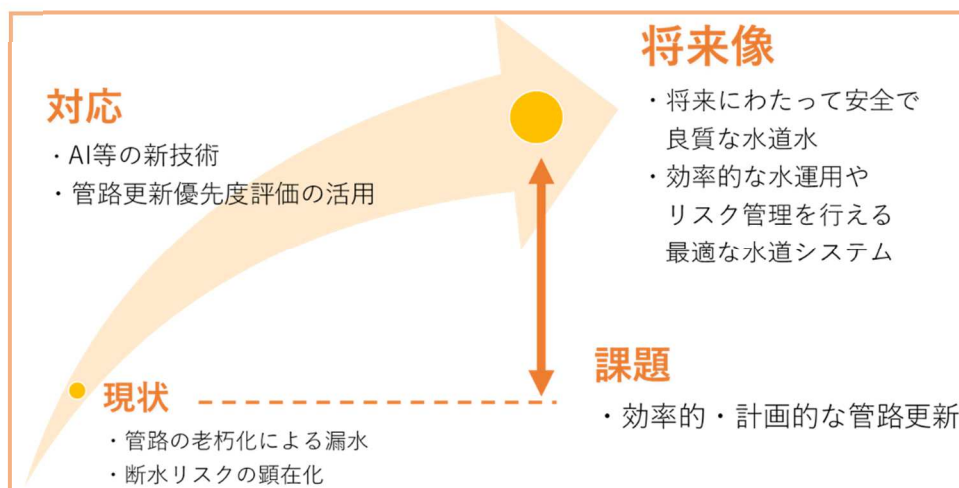 対応
・AI等の新技術
・管路更新優先度評価の活用
将来像
・将来にわたって安全で
良質な水道水
・効率的な水運用や
リスク管理を行える
最適な水道システム
現状
・管路の老朽化による漏水
・断水リスクの顕在化
課題
・効率的・計画的な管路更新